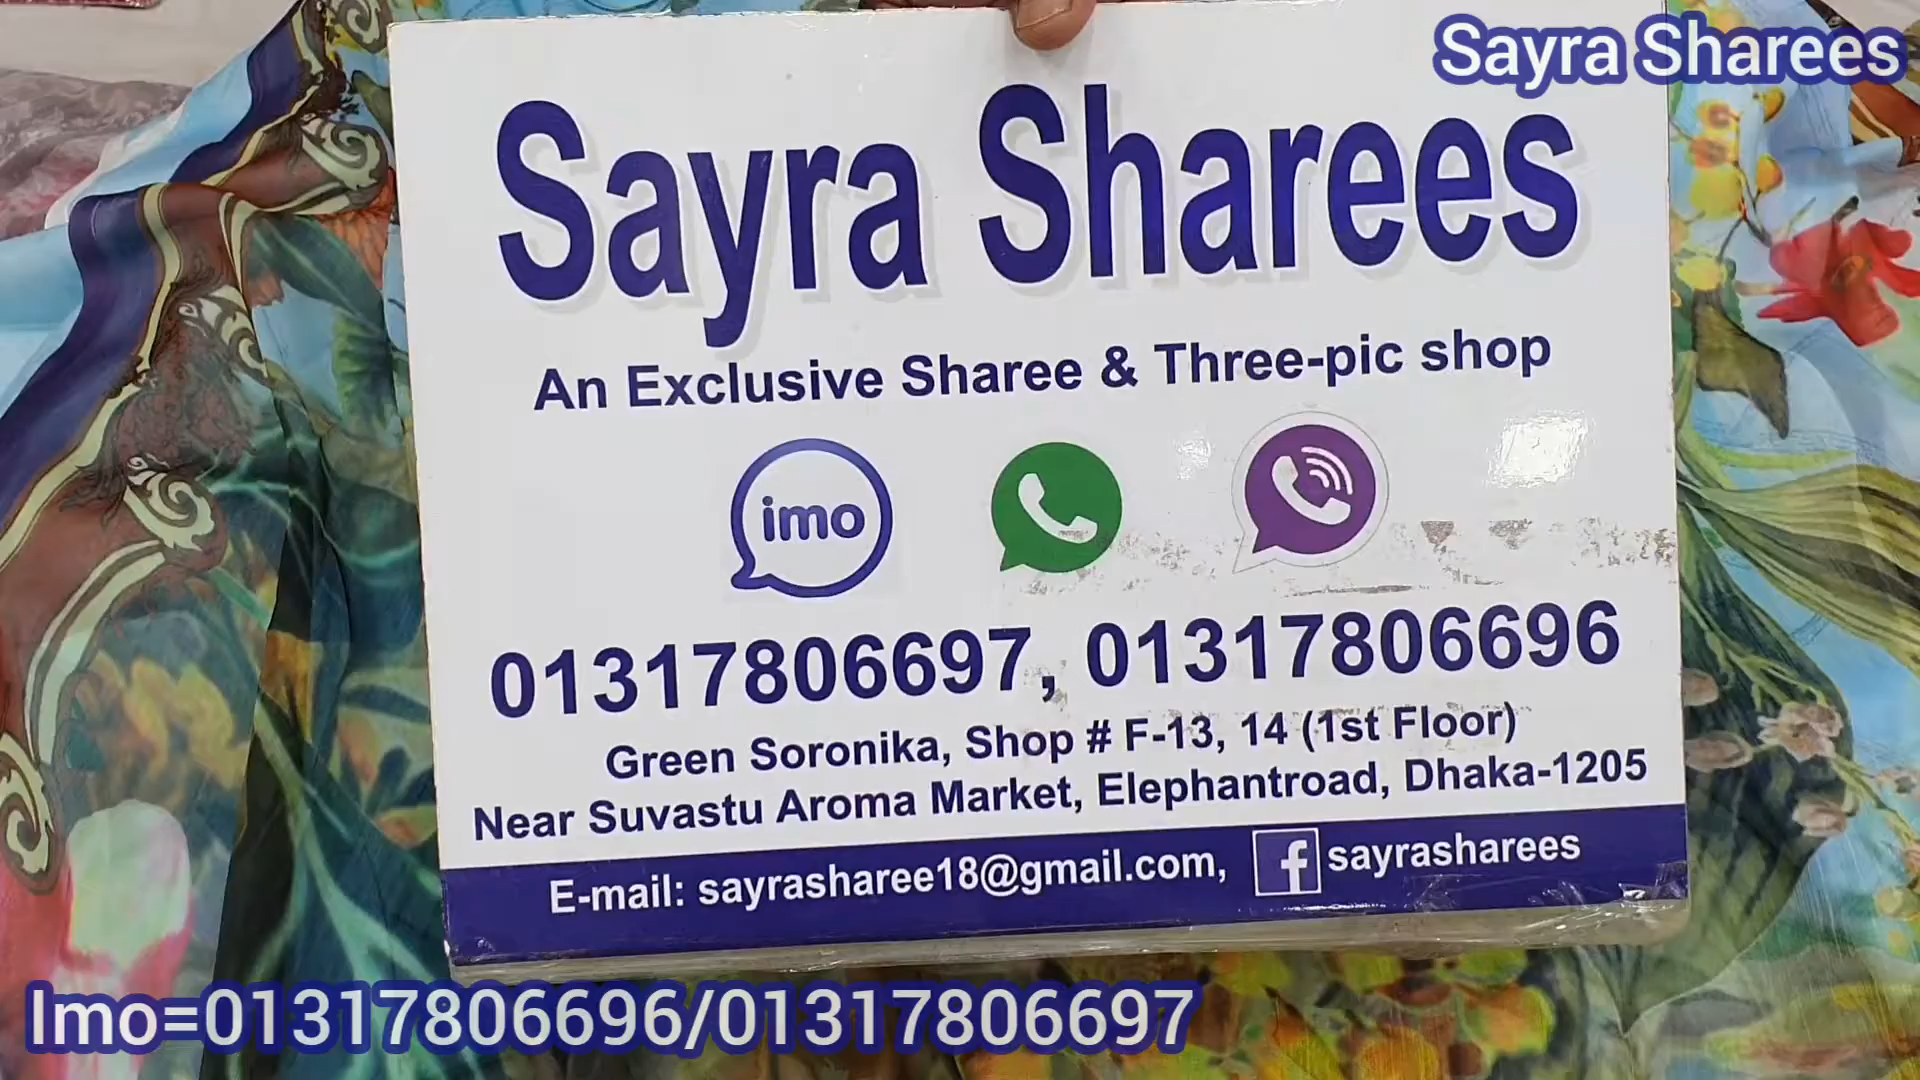 Sayra Sharees
Sayra Sharees
An Exclusive Sharee & Three-pic shop
imo
01317806697, 01317806696
Green Soronika, Shop # F-13, 14 (1st Floor)
Near Suvastu Aroma Market, Elephantroad, Dhaka-1205
E-mail: sayrasharee18@gmail.com, f sayrasharees
Imo=01317806696/01317806697